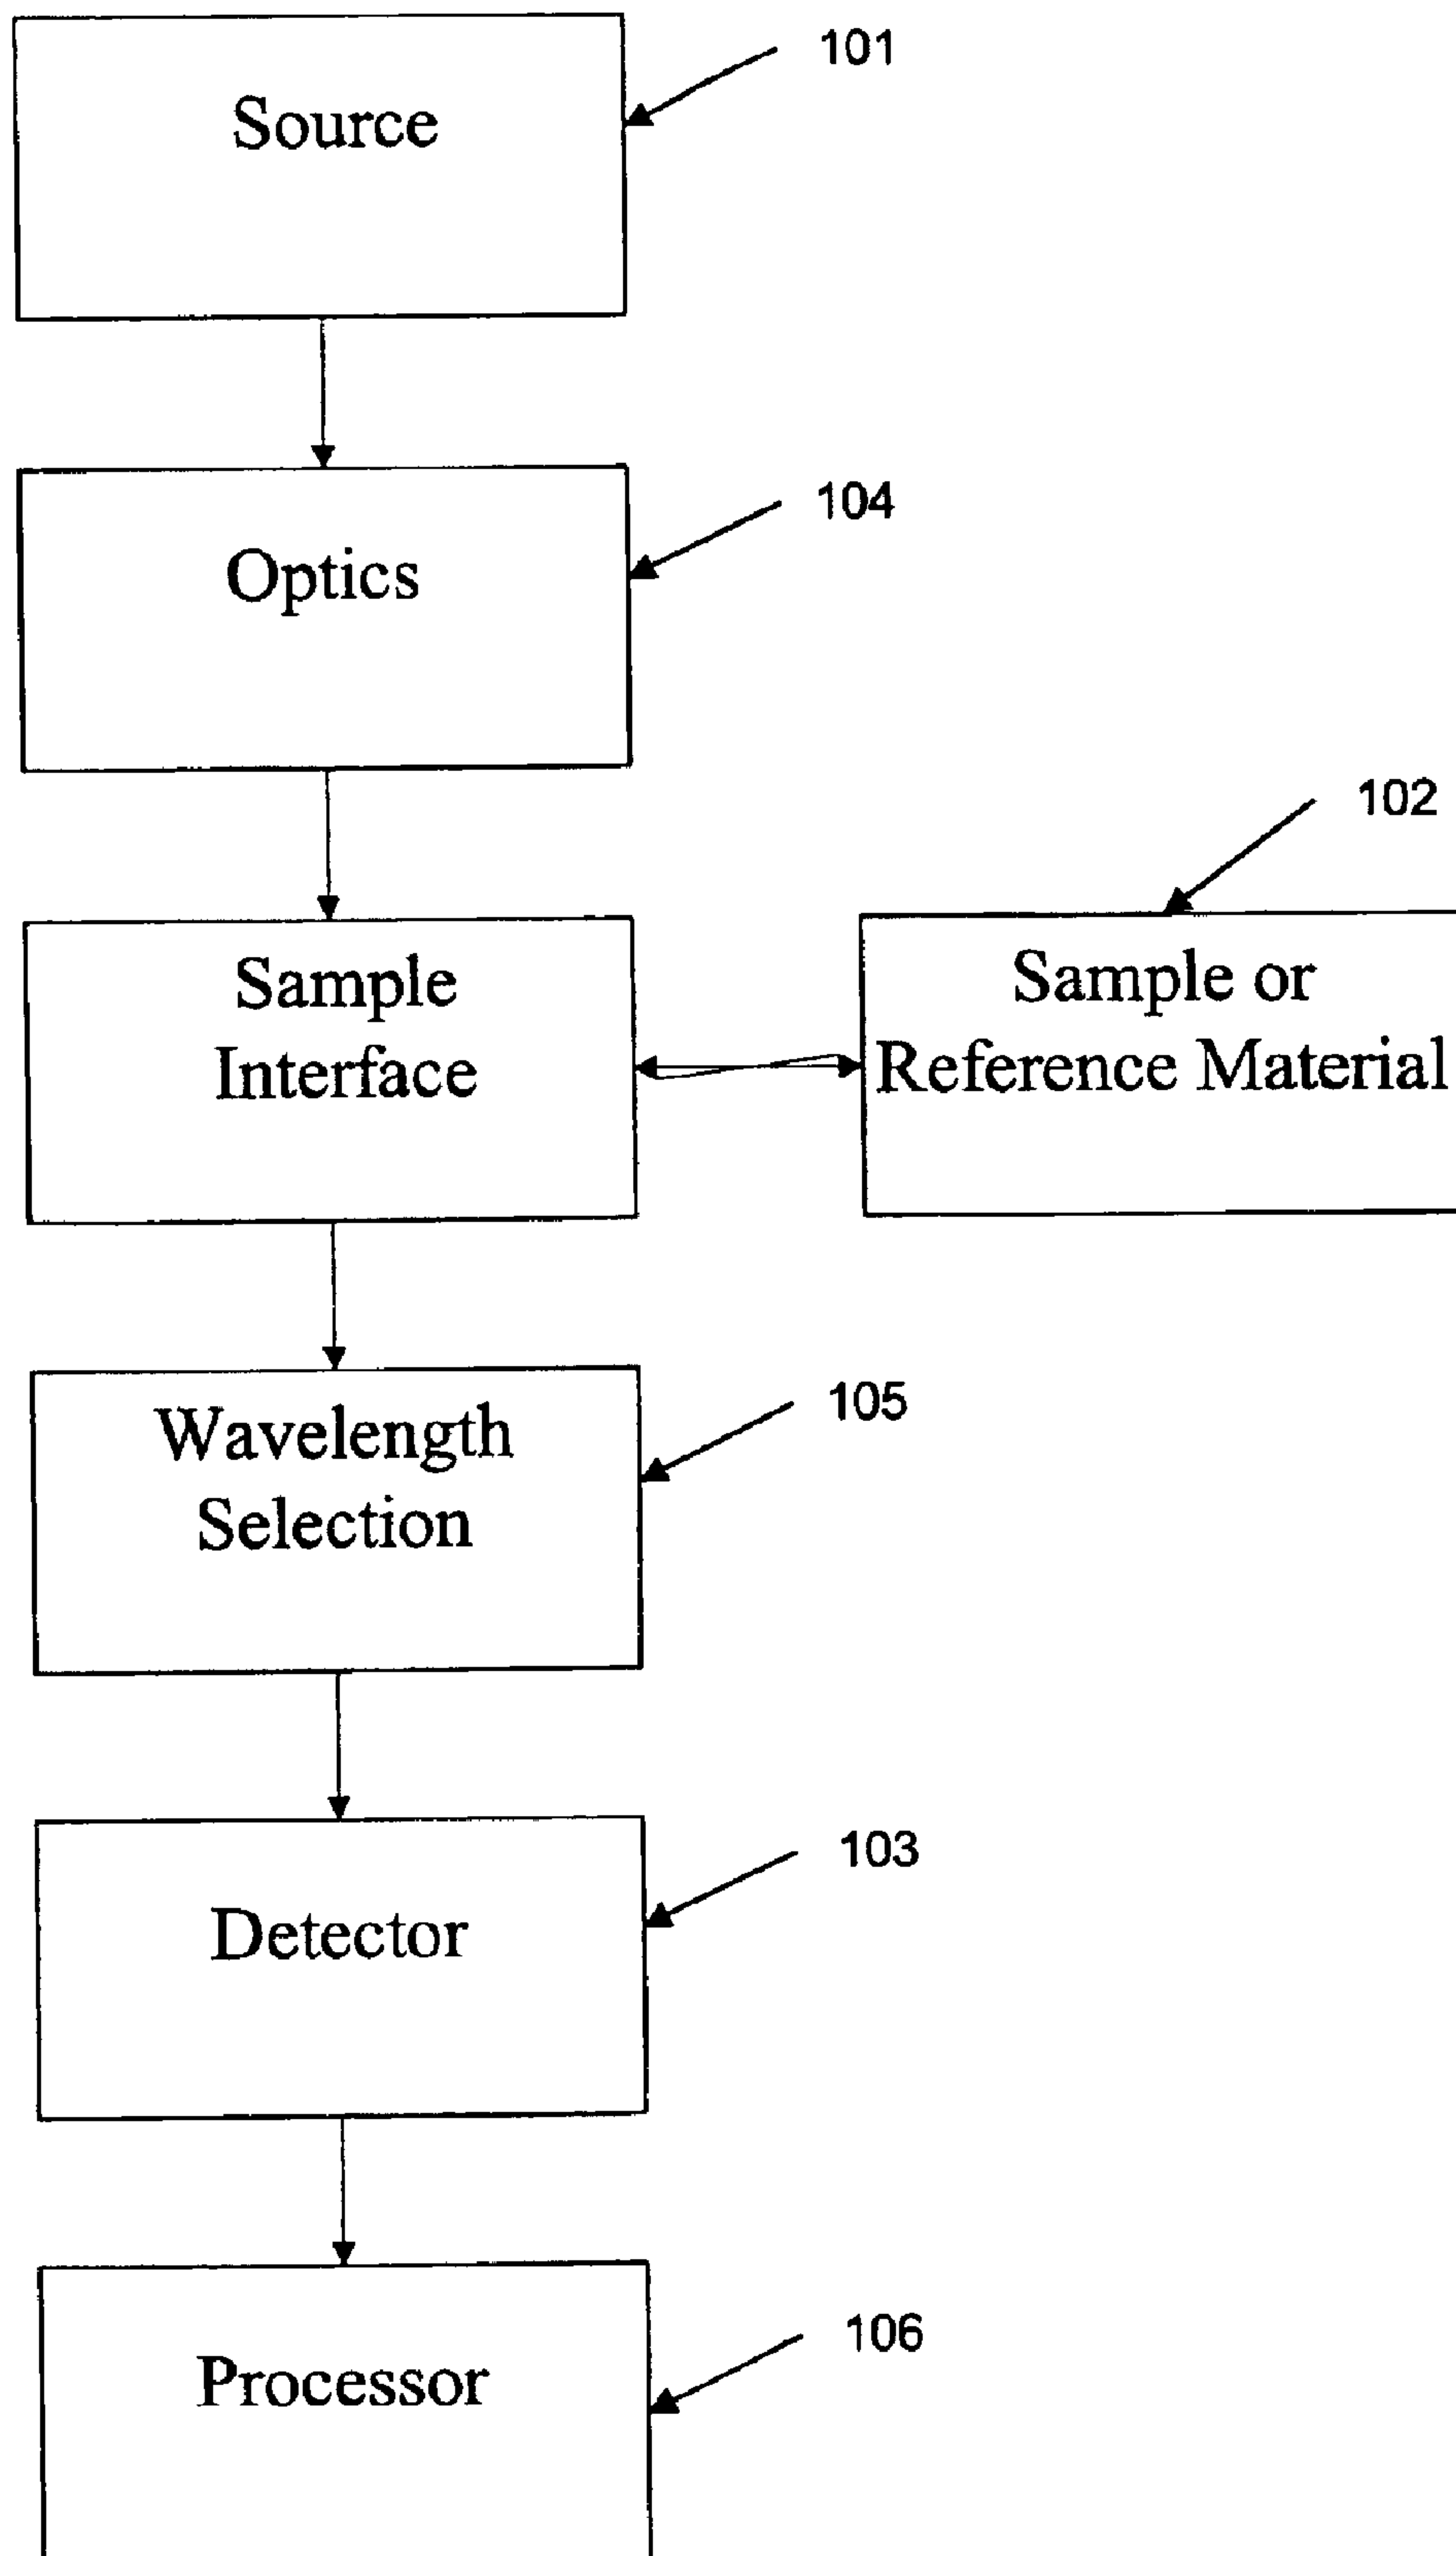 101
Source
104
Optics
102
Sample
Interface
Sample or
Reference Material
105
Wavelength
Selection
103
Detector
106
Processor